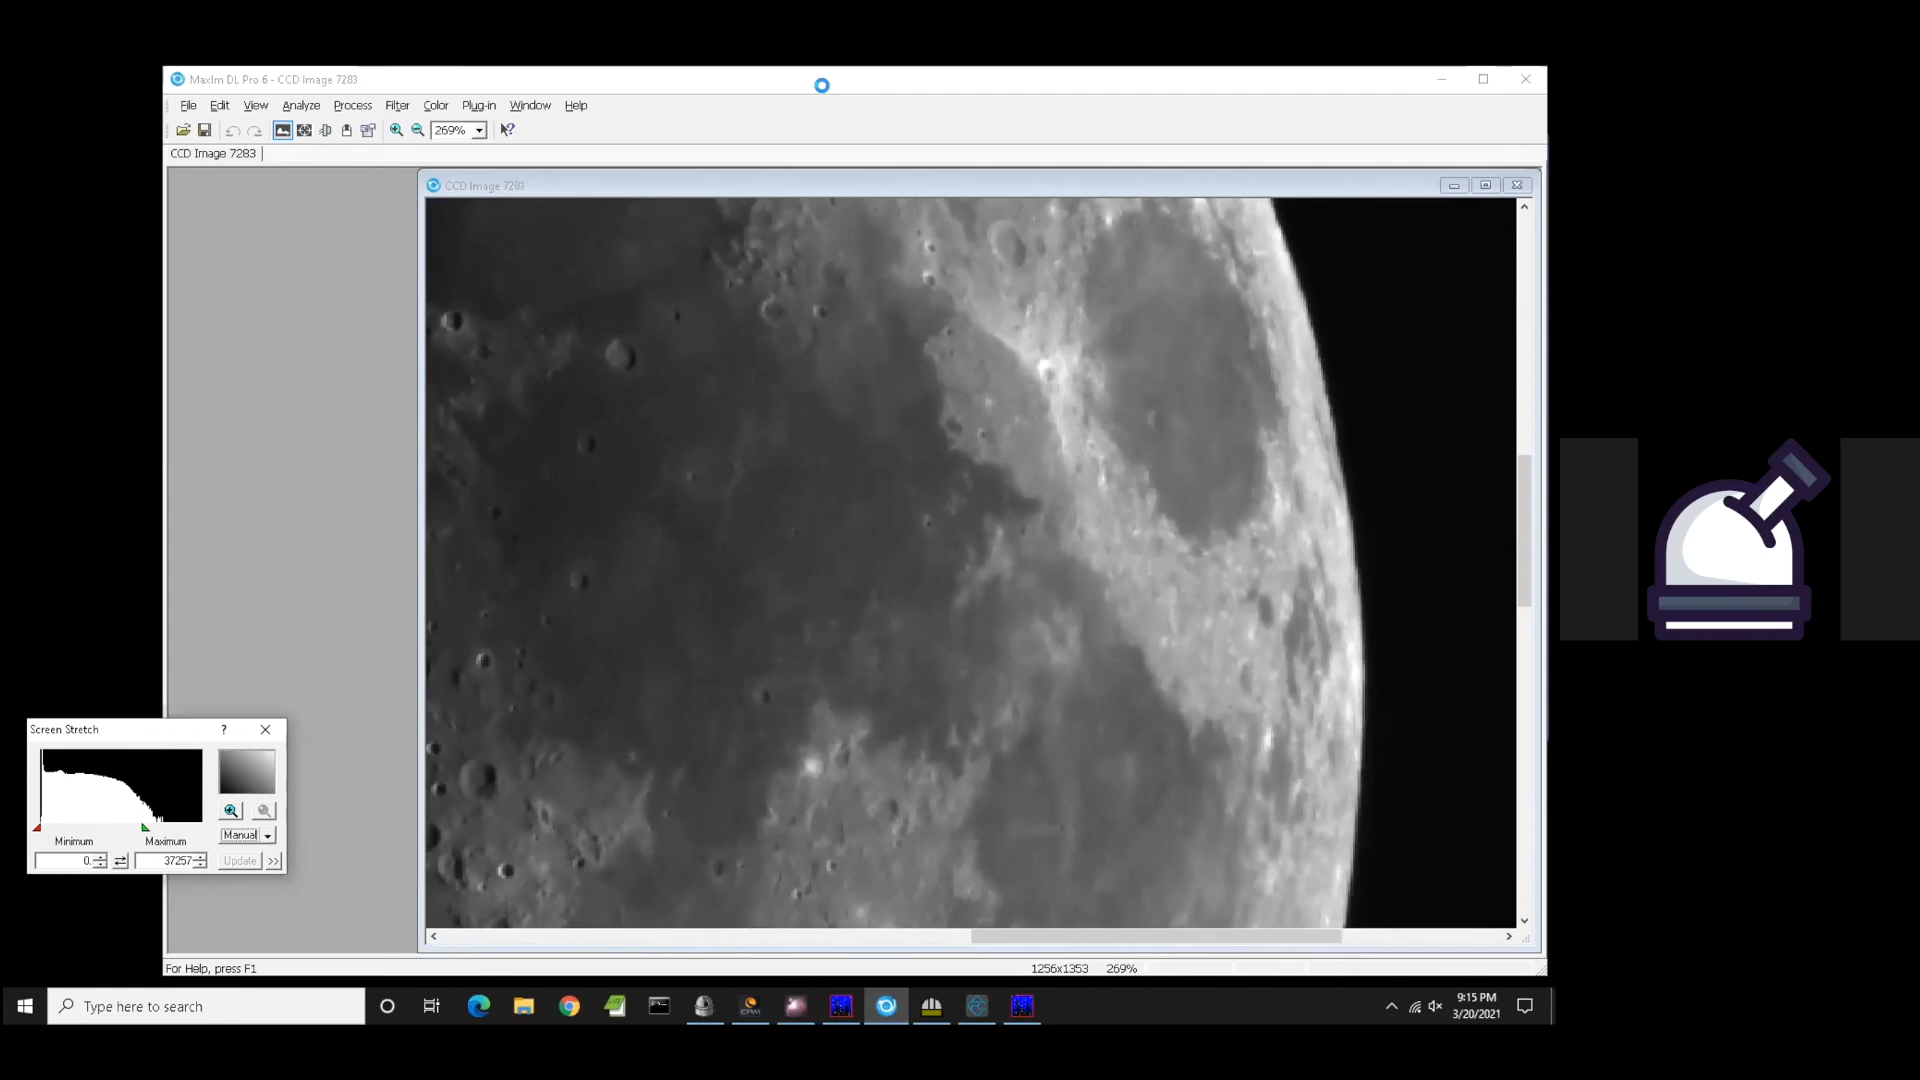 MaxIm DL Pro 6 - CCD Image 7283
File Edit View Analyze Process Filter Color Plug-in Window Help
269%
CCD Image 7283
CCD Image 7283
Screen Stretch ?
Manual
Minimum Maximum
0. 37257 Update >>
For Help, press F1 1256x1353 269%
Type here to search
CPWI
9:15 PM
3/20/2021